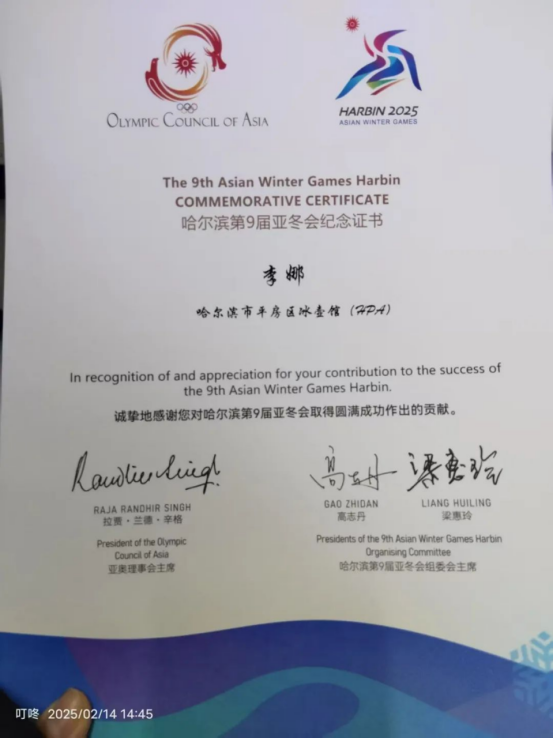 OLYMPIC COUNCIL OF ASIA
HARBIN 2025
ASIAN WINTER GAMES
The 9th Asian Winter Games Harbin
COMMEMORATIVE CERTIFICATE
哈尔滨第9届亚冬会纪念证书
李娜
哈尔滨市平房区冰壶馆（HPA）
In recognition of and appreciation for your contribution to the success of
the 9th Asian Winter Games Harbin.
诚挚地感谢您对哈尔滨第9届亚冬会取得圆满成功作出的贡献。
Randhir Singh
高志丹 梁惠玲
RAJA RANDHIR SINGH
拉贾·兰德·辛格
GAO ZHIDAN LIANG HUILING
高志丹 梁惠玲
President of the Olympic
Council of Asia
亚奥理事会主席
Presidents of the 9th Asian Winter Games Harbin
Organising Committee
哈尔滨第9届亚冬会组委会主席
叮咚 2025/02/14 14:45